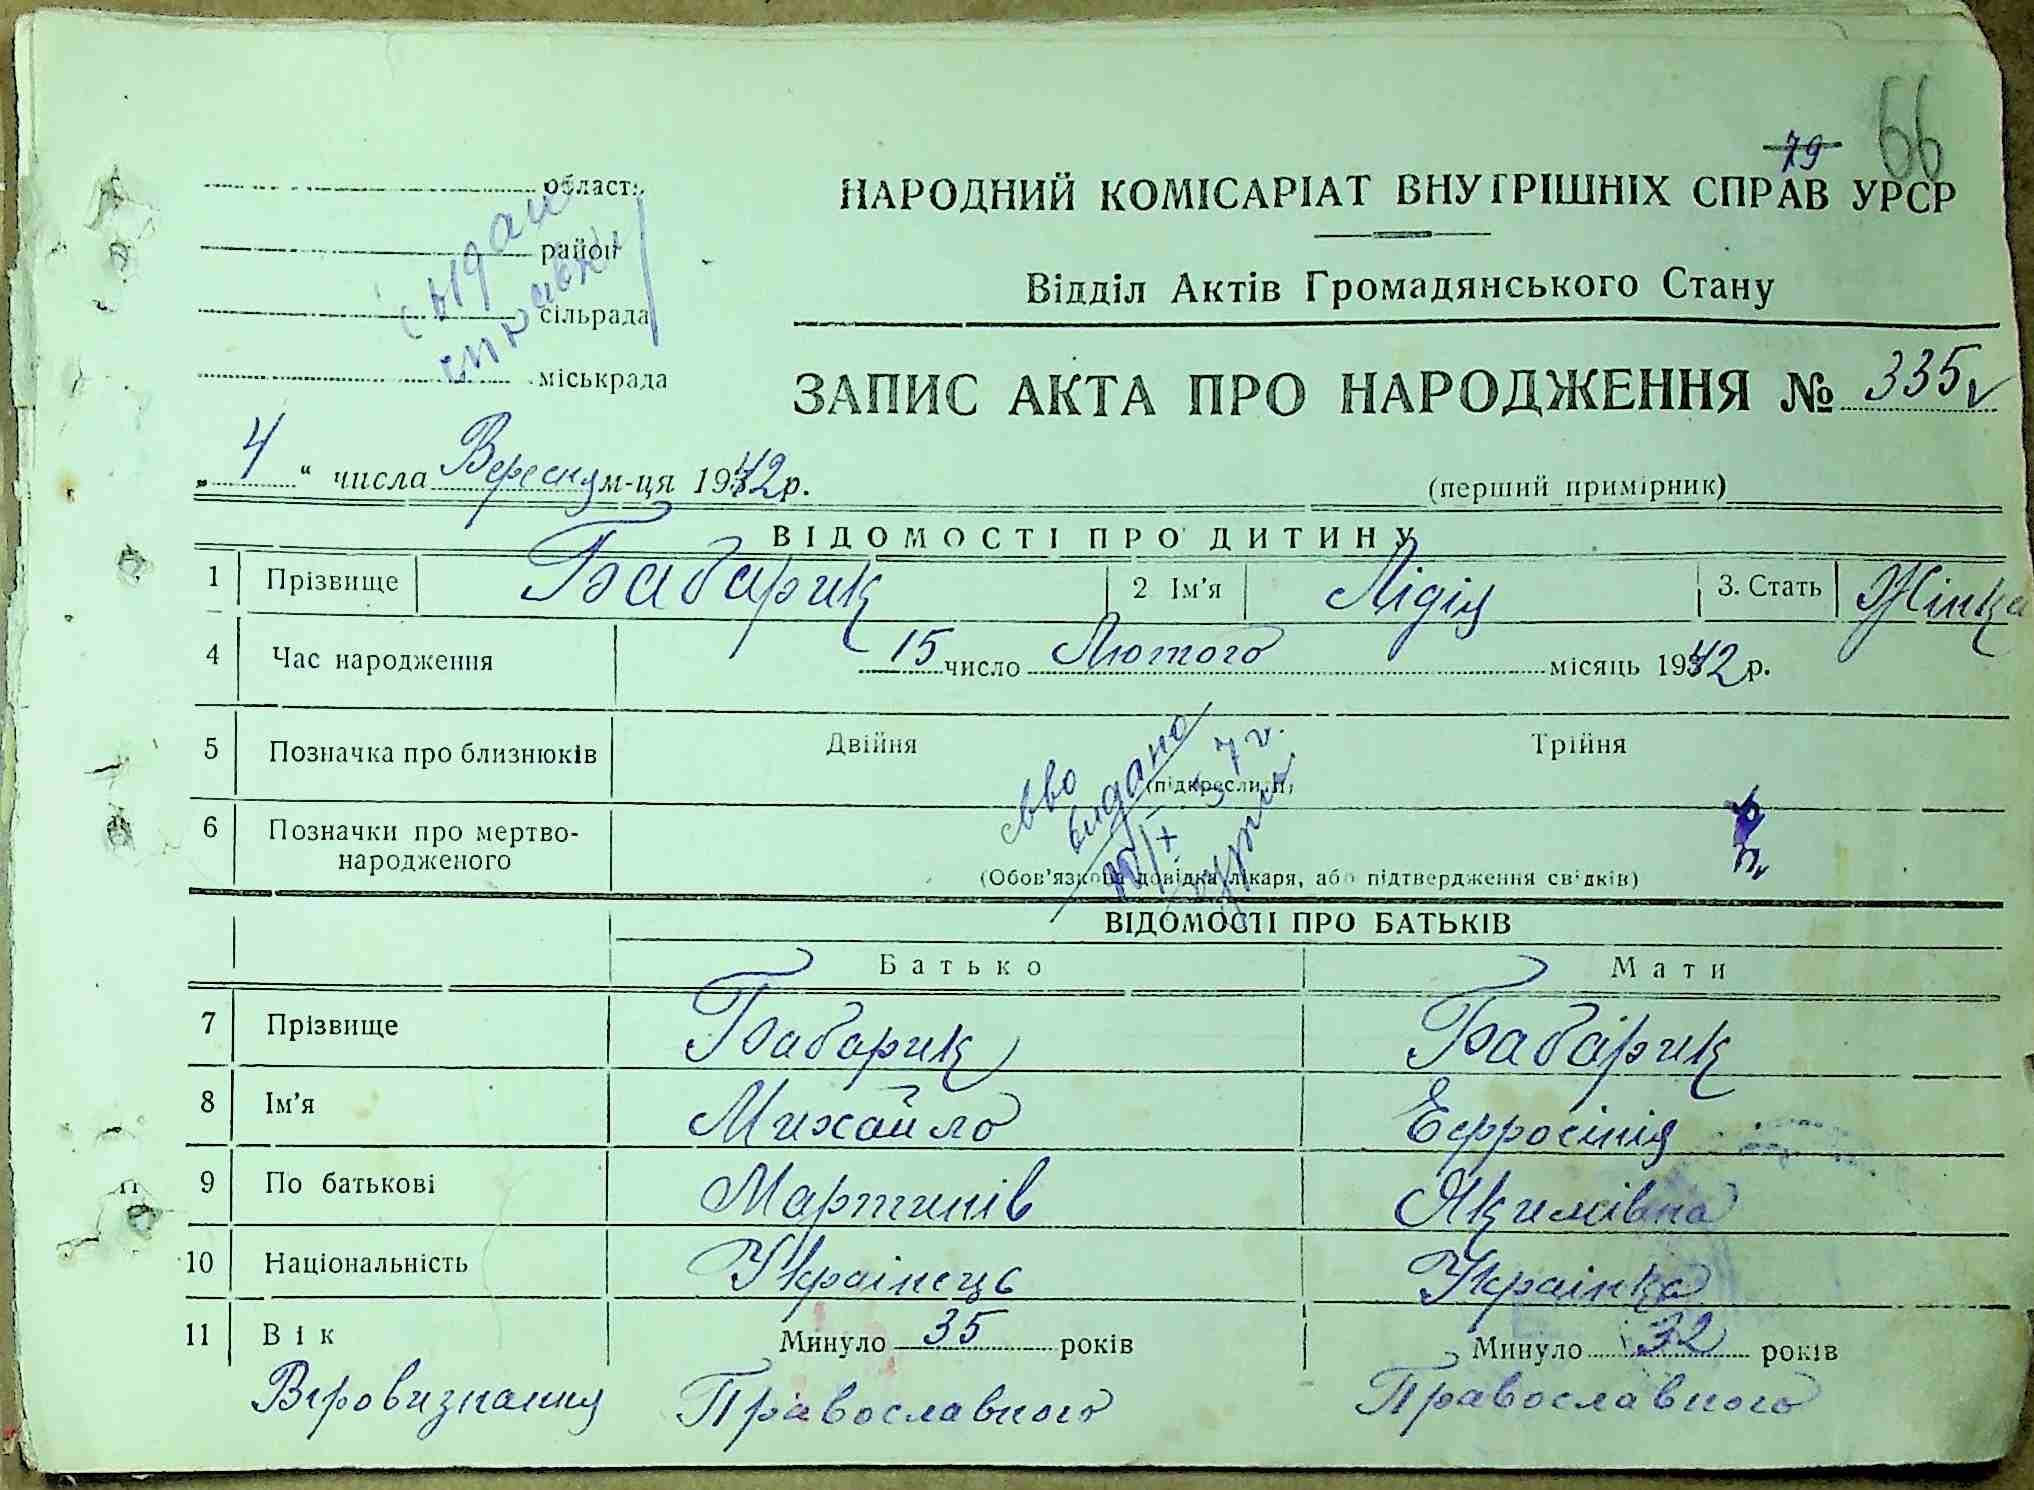 79 66
область
район
сільрада
міськрада
НАРОДНИЙ КОМІСАРІАТ ВНУТРІШНІХ СПРАВ УРСР
Відділ Актів Громадянського Стану
ЗАПИС АКТА ПРО НАРОДЖЕННЯ № 335
„4“ числа Вересня м-ця 1942 р.
(перший примірник)
ВІДОМОСТІ ПРО ДИТИНУ
1 Прізвище Бабарик 2 Ім'я Лідія 3. Стать Жінка
4 Час народження 15 число Лютого місяць 1942 р.
5 Позначка про близнюків Двійня Трійня
(підкреслити)
видано
6 Позначки про мертво-
народженого
(Обов'язкова довідка лікаря, або підтвердження свідків)
ВІДОМОСТІ ПРО БАТЬКІВ
Батько Мати
7 Прізвище Бабарик Бабарик
8 Ім'я Михайло Єфросінія
9 По батькові Мартинів Якимівна
10 Національність Українець Українка
11 Вік Минуло 35 років Минуло 32 років
Віровизнання Православного Православного